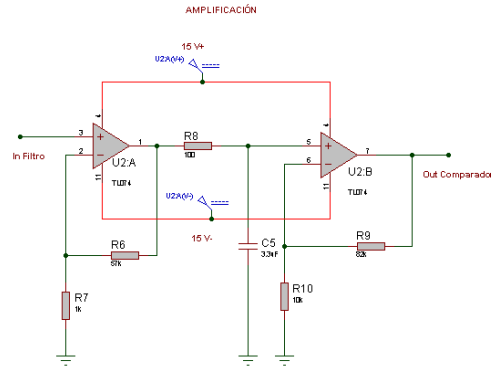 AMPLIFICACIÓN
15 V+
U2:A(V+)
4
4
R8
100
3
1
5
7
In Filtro
2
U2:A
6
U2:B
TL074
TL074
Out Comparador
11
U2:A(V-)
11
15 V-
R6
C5
R9
82k
R7
R10
1k
10k